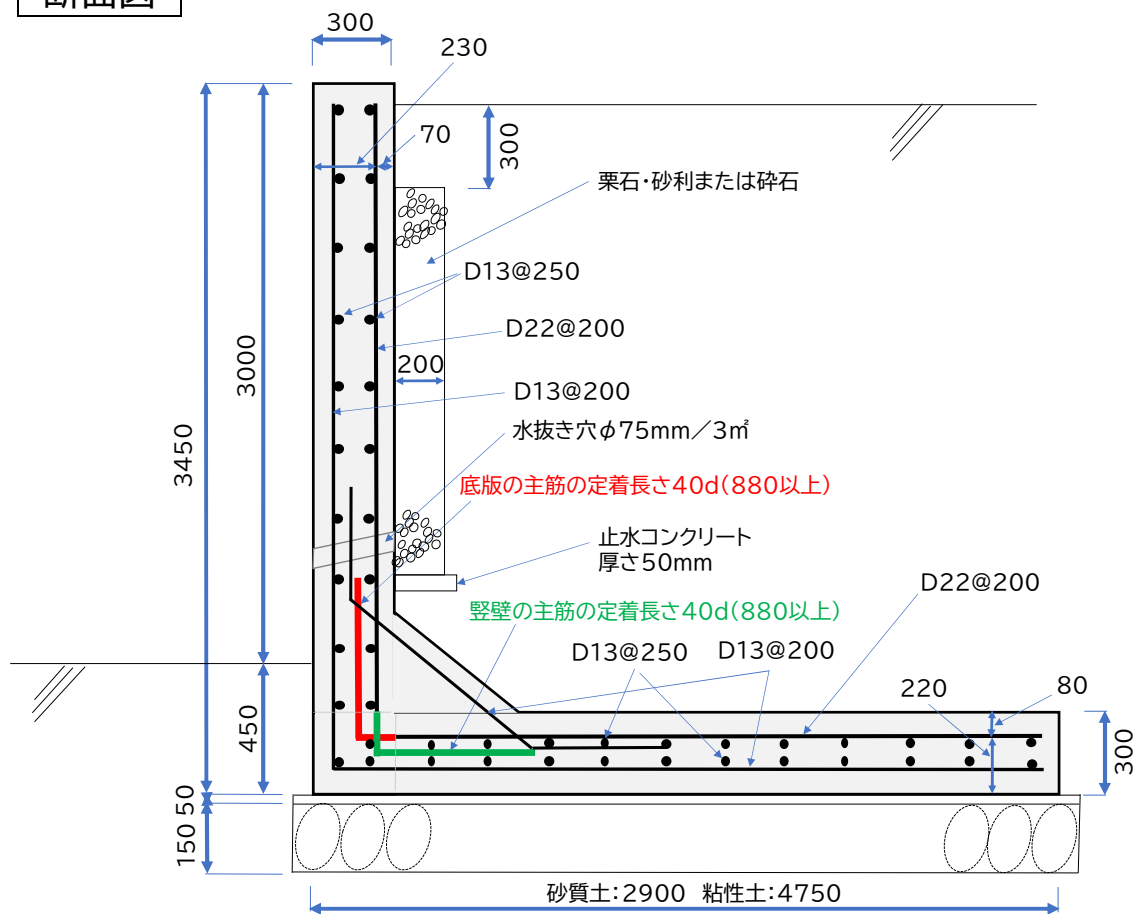 断面図
300
230
70
300
栗石・砂利または砕石
D13@250
D22@200
200
D13@200
水抜き穴φ75mm／3㎡
3000
3450
底版の主筋の定着長さ40d(880以上)
止水コンクリート
厚さ50mm
D22@200
竪壁の主筋の定着長さ40d(880以上)
D13@250
D13@200
220
80
450
300
50
150
砂質土:2900 粘性土:4750